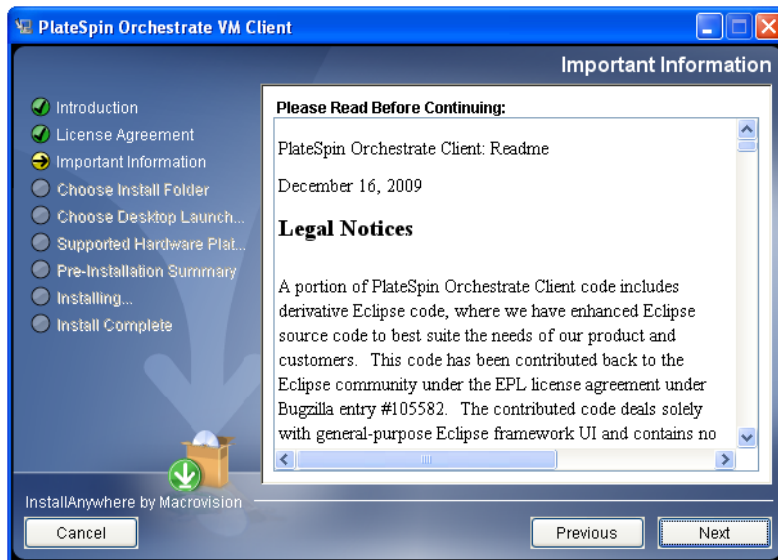 PlateSpin Orchestrate VM Client
Important Information
Introduction
License Agreement
Important Information
Choose Install Folder
Choose Desktop Launch...
Supported Hardware Plat...
Pre-Installation Summary
Installing...
Install Complete
Please Read Before Continuing:
PlateSpin Orchestrate Client: Readme
December 16, 2009
Legal Notices
A portion of PlateSpin Orchestrate Client code includes
derivative Eclipse code, where we have enhanced Eclipse
source code to best suite the needs of our product and
customers.  This code has been contributed back to the
Eclipse community under the EPL license agreement under
Bugzilla entry #105582.  The contributed code deals solely
with general-purpose Eclipse framework UI and contains no
InstallAnywhere by Macrovision
Cancel
Previous
Next